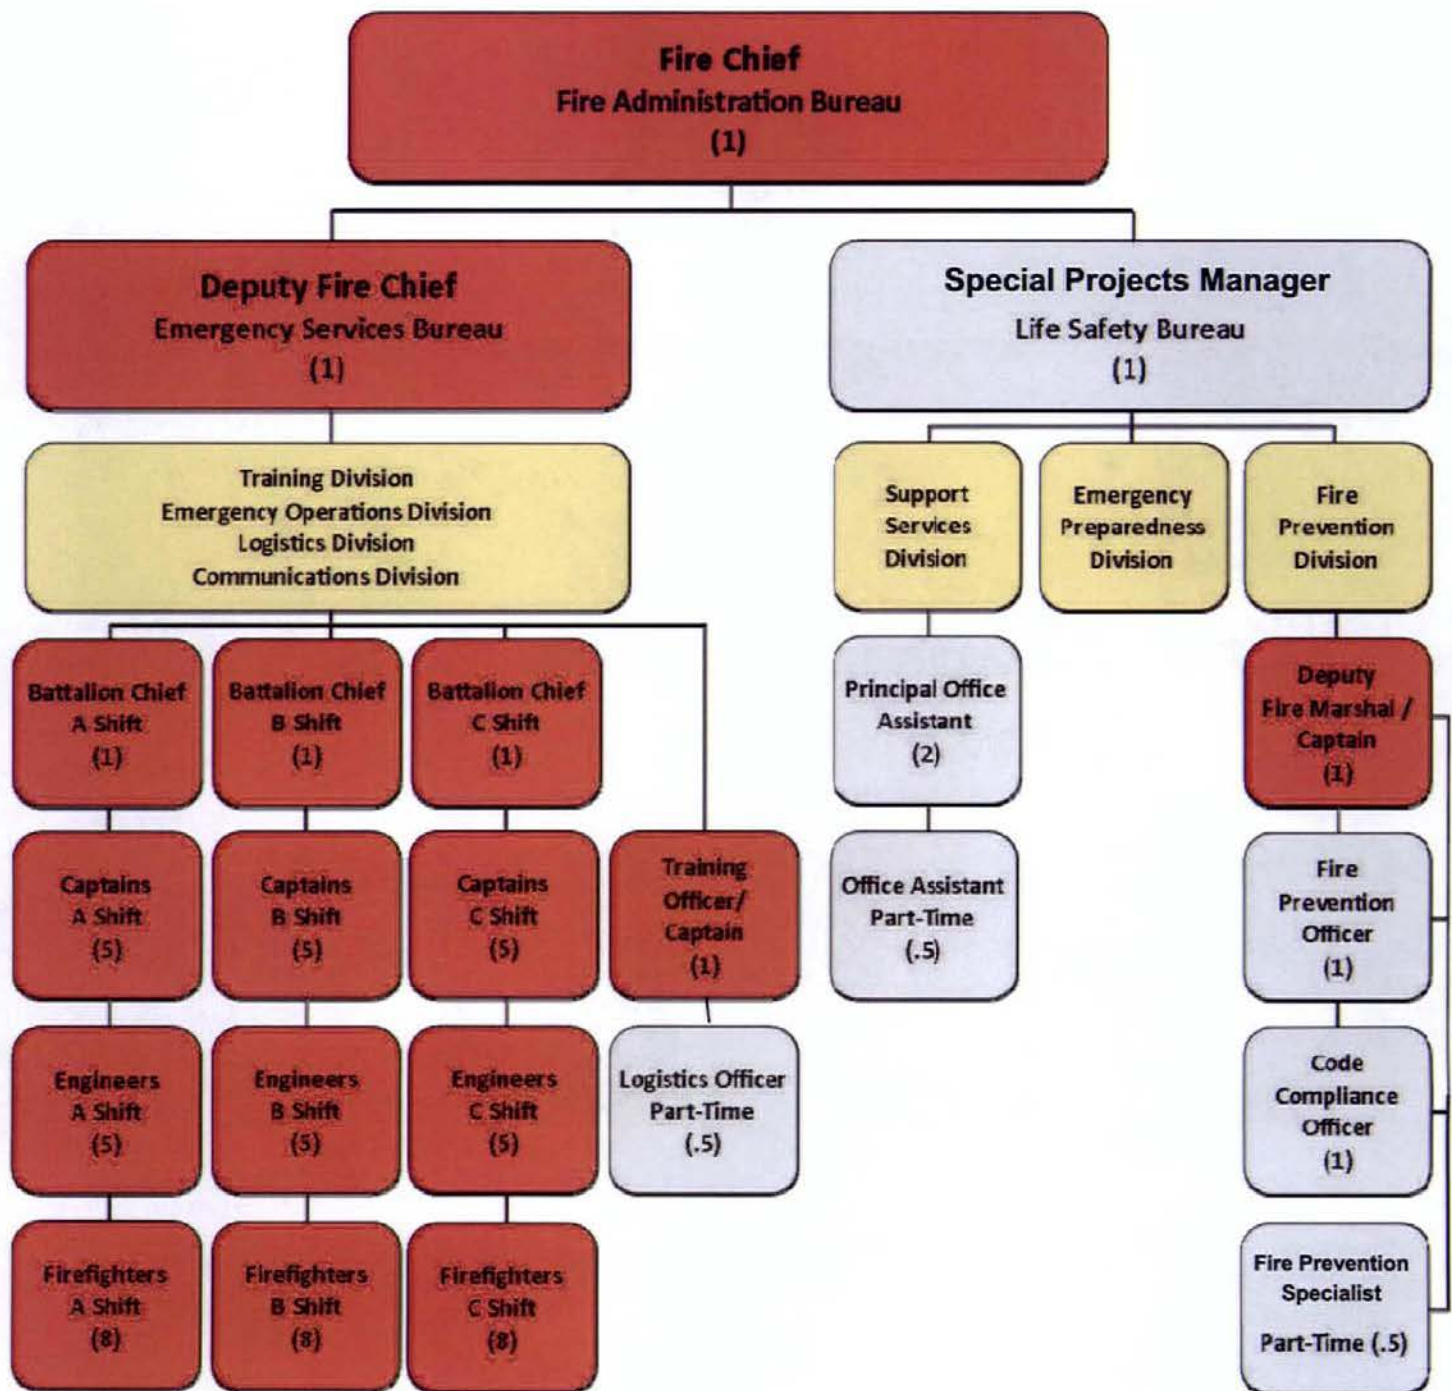 Fire Chief
Fire Administration Bureau
(1)
Deputy Fire Chief
Emergency Services Bureau
(1)
Special Projects Manager
Life Safety Bureau
(1)
Training Division
Emergency Operations Division
Logistics Division
Communications Division
Support
Services
Division
Emergency
Preparedness
Division
Fire
Prevention
Division
Battalion Chief
A Shift
(1)
Battalion Chief
B Shift
(1)
Battalion Chief
C Shift
(1)
Principal Office
Assistant
(2)
Deputy
Fire Marshal /
Captain
(1)
Captains
A Shift
(5)
Captains
B Shift
(5)
Captains
C Shift
(5)
Training
Officer/
Captain
(1)
Office Assistant
Part-Time
(.5)
Fire
Prevention
Officer
(1)
Engineers
A Shift
(5)
Engineers
B Shift
(5)
Engineers
C Shift
(5)
Logistics Officer
Part-Time
(.5)
Code
Compliance
Officer
(1)
Firefighters
A Shift
(8)
Firefighters
B Shift
(8)
Firefighters
C Shift
(8)
Fire Prevention
Specialist
Part-Time (.5)